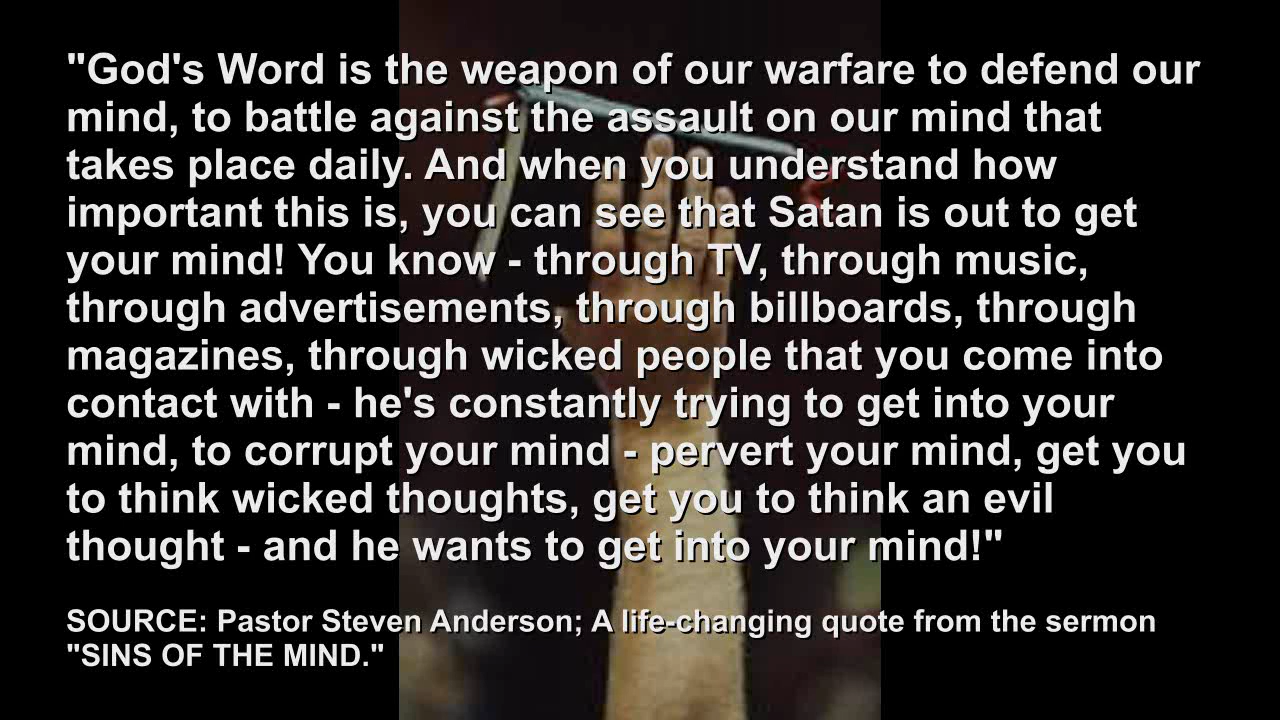 "God's Word is the weapon of our warfare to defend our
mind, to battle against the assault on our mind that
takes place daily. And when you understand how
important this is, you can see that Satan is out to get
your mind! You know - through TV, through music,
through advertisements, through billboards, through
magazines, through wicked people that you come into
contact with - he's constantly trying to get into your
mind, to corrupt your mind - pervert your mind, get you
to think wicked thoughts, get you to think an evil
thought - and he wants to get into your mind!"
SOURCE: Pastor Steven Anderson; A life-changing quote from the sermon
"SINS OF THE MIND."